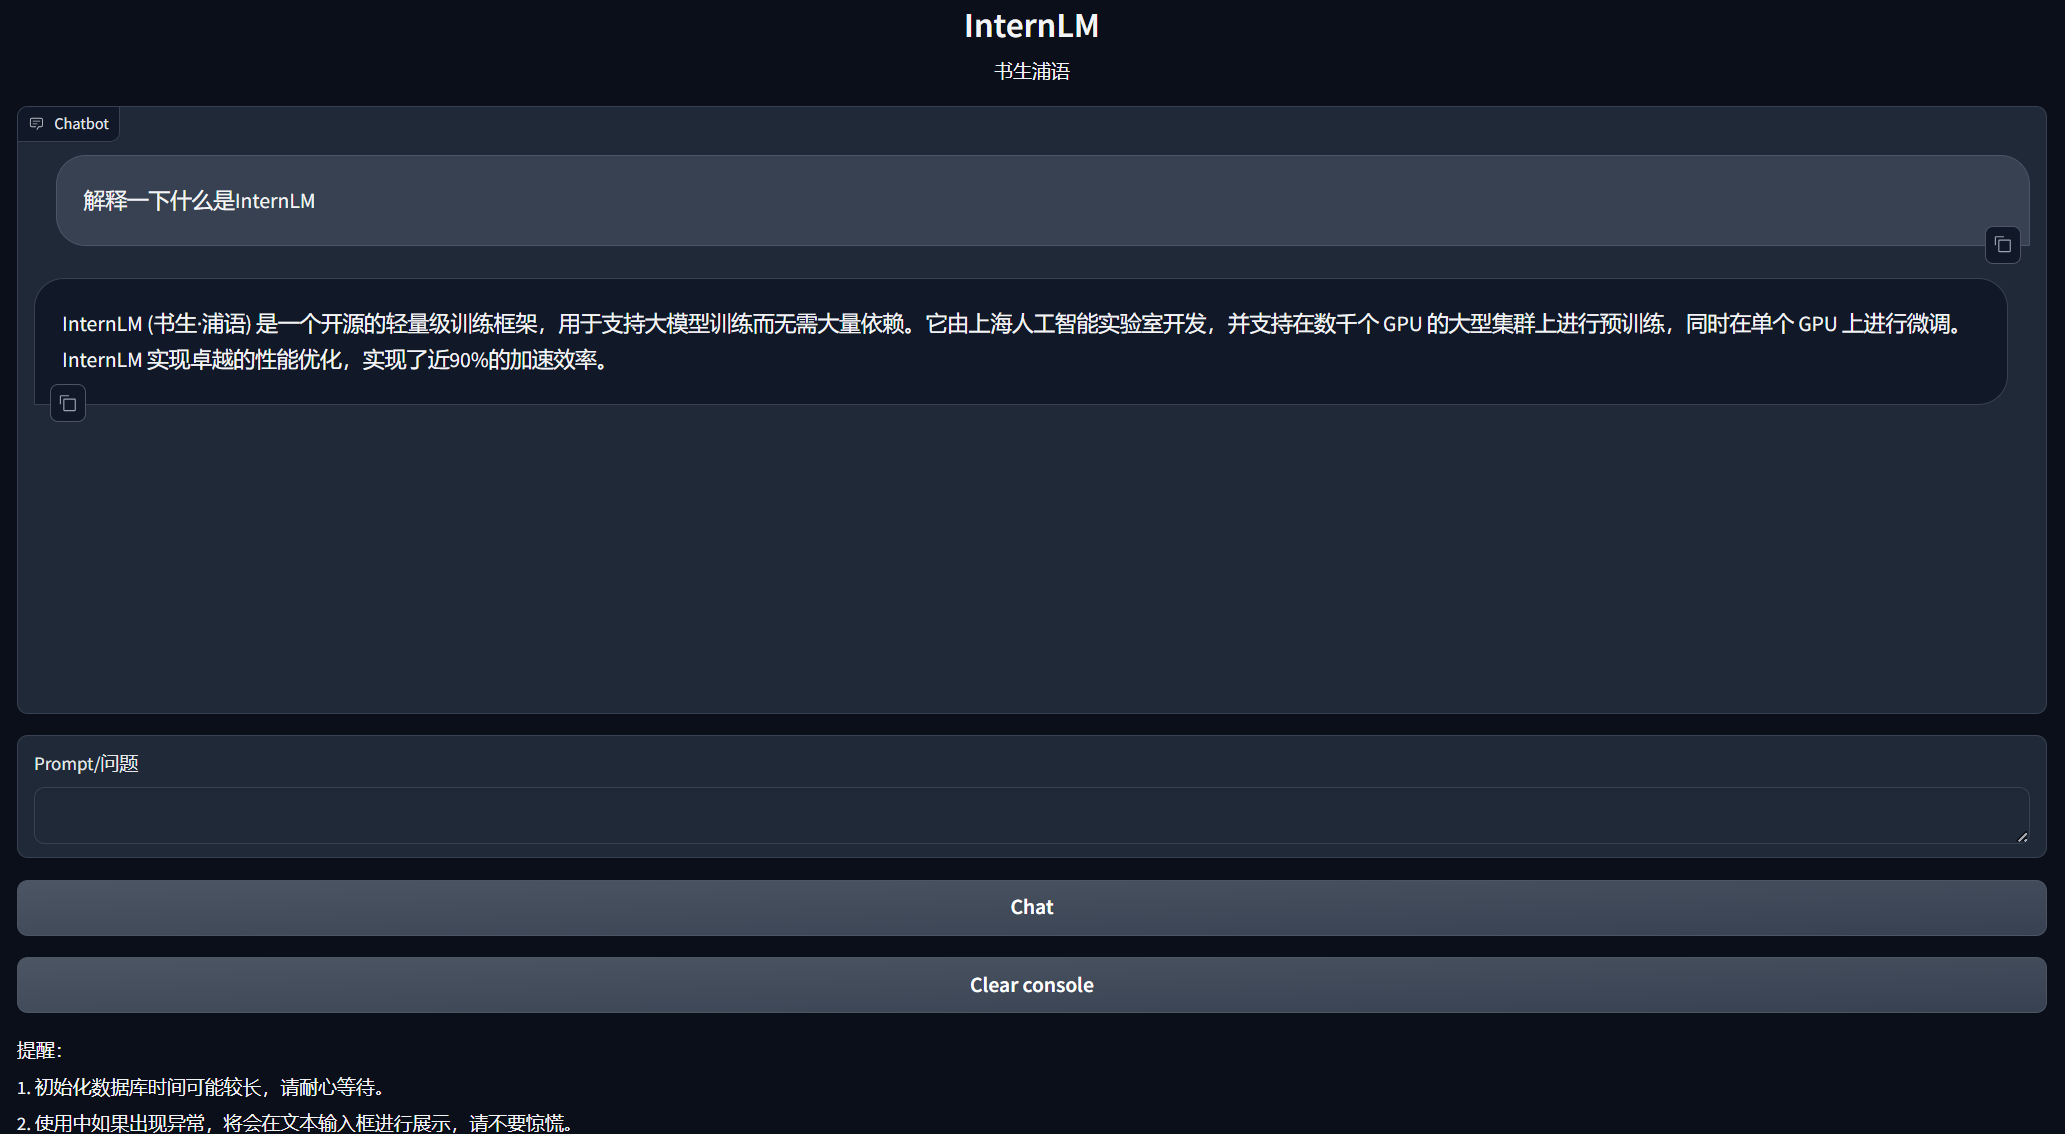 InternLM
书生浦语
Chatbot
解释一下什么是InternLM
InternLM (书生·浦语) 是一个开源的轻量级训练框架，用于支持大模型训练而无需大量依赖。它由上海人工智能实验室开发，并支持在数千个 GPU 的大型集群上进行预训练，同时在单个 GPU 上进行微调。
InternLM 实现卓越的性能优化，实现了近90%的加速效率。
Prompt/问题
Chat
Clear console
提醒：
1. 初始化数据库时间可能较长，请耐心等待。
2. 使用中如果出现异常，将会在文本输入框进行展示，请不要惊慌。